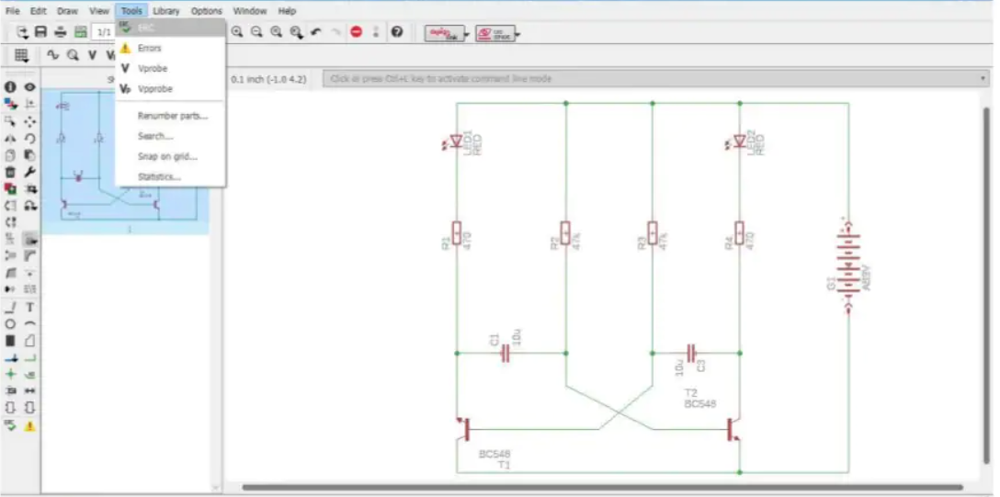 File Edit Draw View Tools Library Options Window Help
ERC
1/1
Errors
Vprobe
Vpprobe
0.1 inch (-1.0 4.2)
Click or press Ctrl+L key to activate command line mode
Renumber parts...
Search...
Snap on grid...
Statistics...
LED1
RED
LED2
RED
R1
470
R2
47k
R3
47k
R4
470
G1
AB9V
C1
10u
10u
C3
T2
BC548
BC548
T1